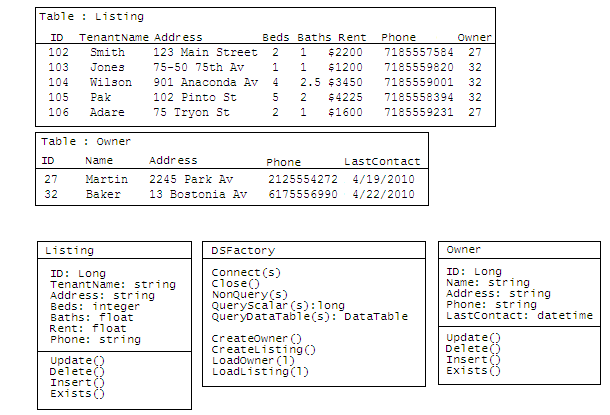 Table : Listing
ID TenantName Address Beds Baths Rent Phone Owner
102 Smith 123 Main Street 2 1 $2200 7185557584 27
103 Jones 75-50 75th Av 1 1 $1200 7185559820 32
104 Wilson 901 Anaconda Av 4 2.5 $3450 7185559001 32
105 Pak 102 Pinto St 5 2 $4225 7185558394 32
106 Adare 75 Tryon St 2 1 $1600 7185559231 27
Table : Owner
ID Name Address Phone LastContact
27 Martin 2245 Park Av 2125554272 4/19/2010
32 Baker 13 Bostonia Av 6175556990 4/22/2010
Listing
ID: Long
TenantName: string
Address: string
Beds: integer
Baths: float
Rent: float
Phone: string
Update()
Delete()
Insert()
Exists()
DSFactory
Connect(s)
Close()
NonQuery(s)
QueryScalar(s):long
QueryDataTable(s): DataTable
CreateOwner()
CreateListing()
LoadOwner(l)
LoadListing(l)
Owner
ID: Long
Name: string
Address: string
Phone: string
LastContact: datetime
Update()
Delete()
Insert()
Exists()